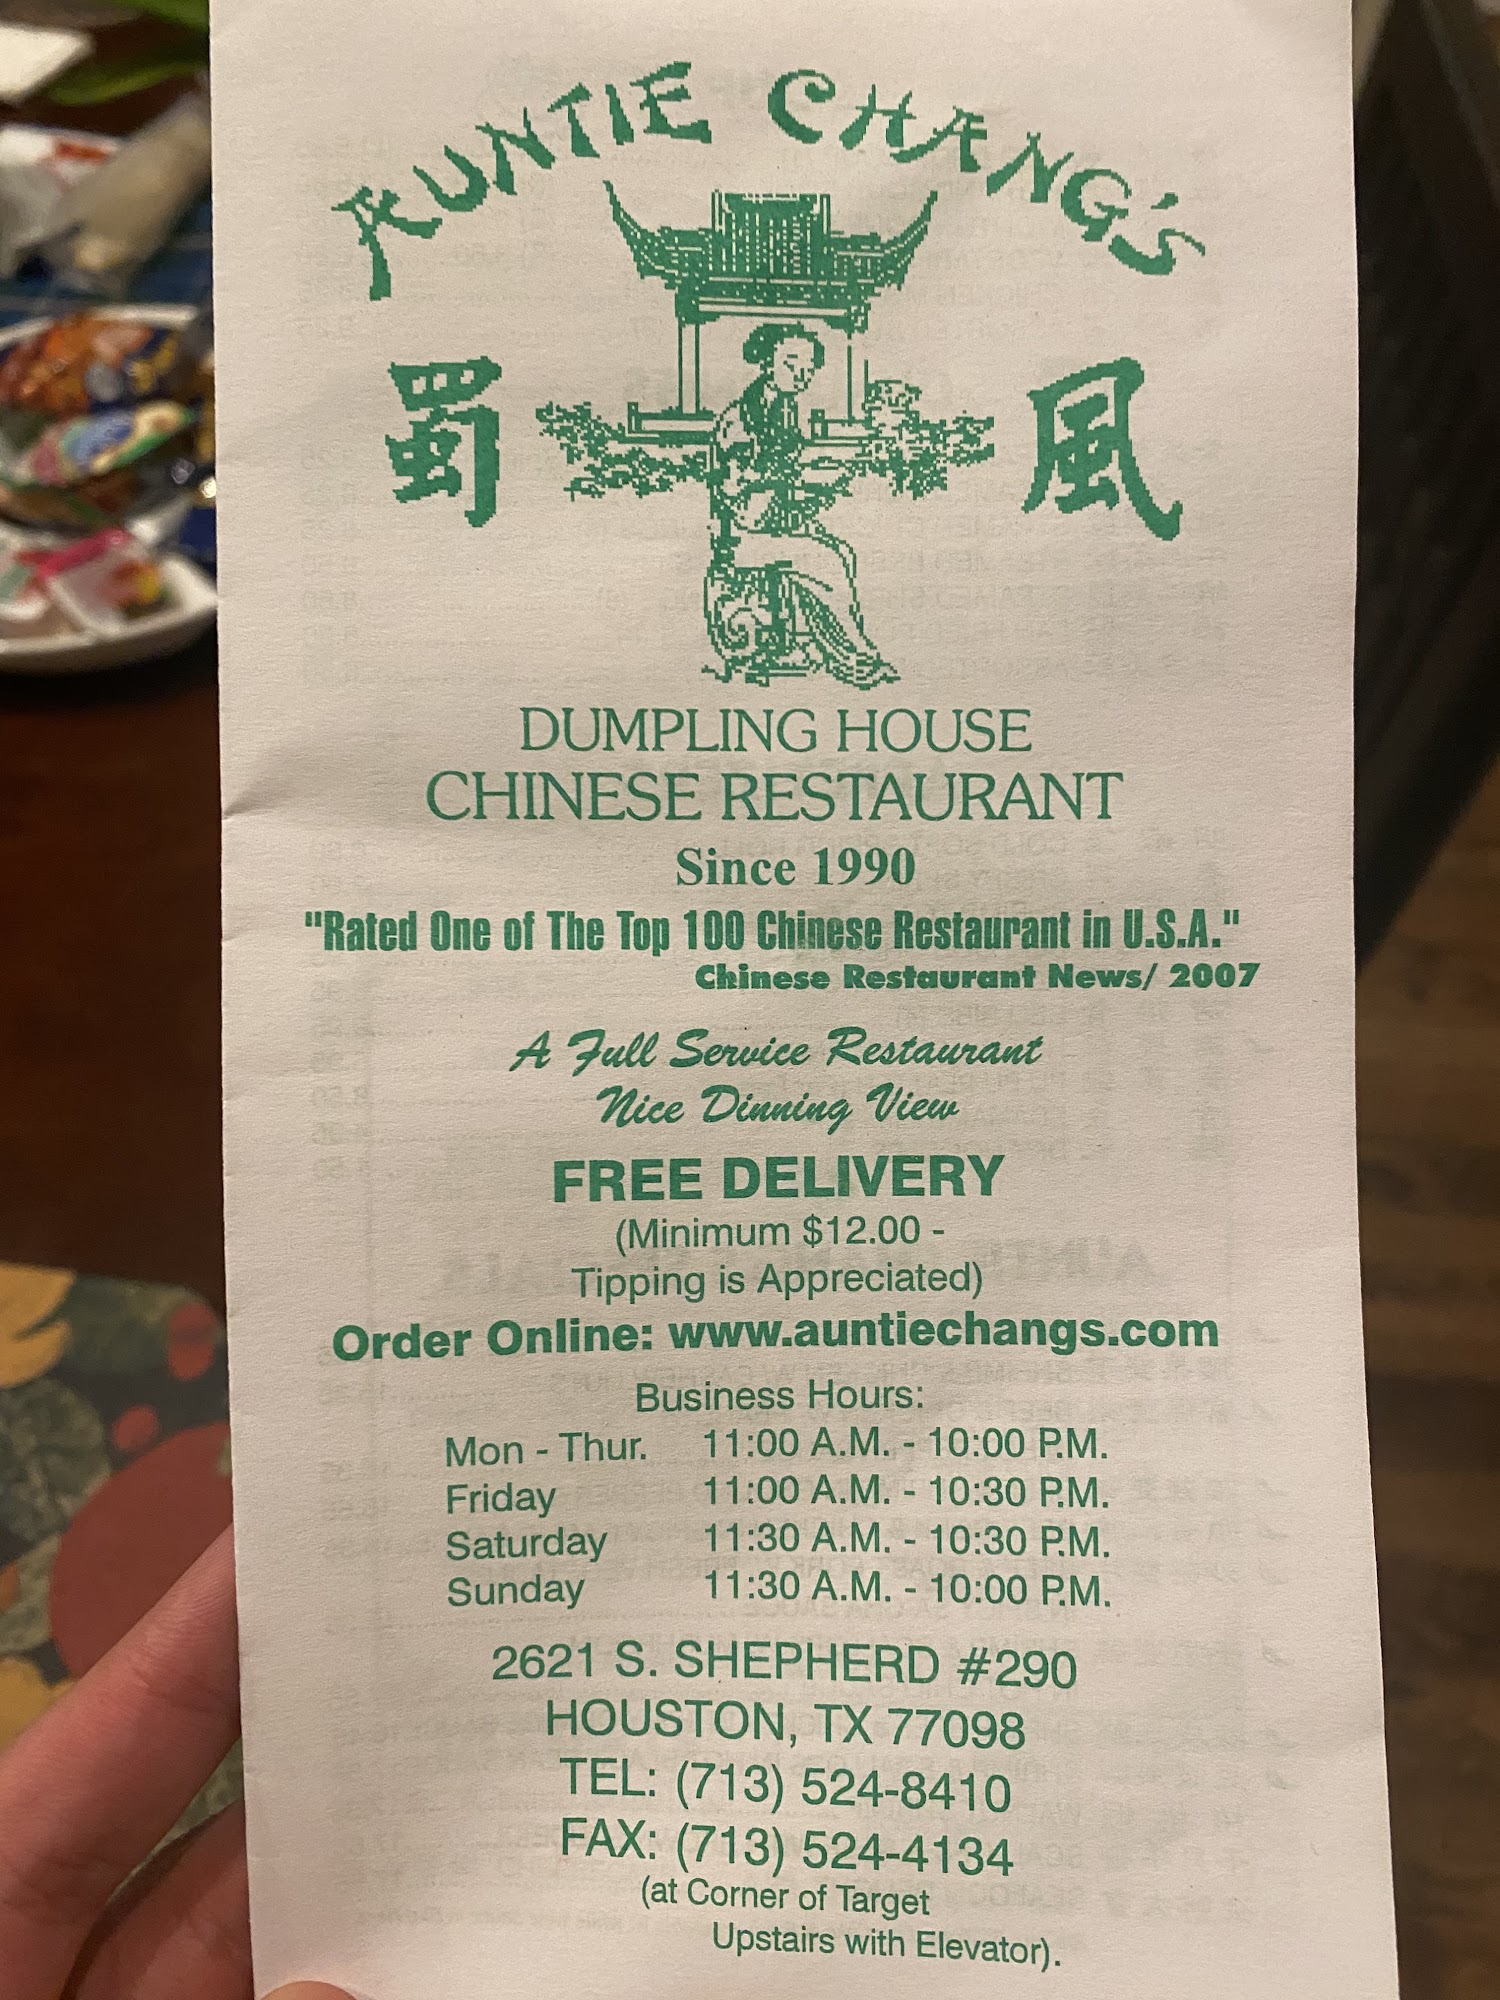 AUNTIE CHANG'S
蜀 風
DUMPLING HOUSE
CHINESE RESTAURANT
Since 1990
"Rated One of The Top 100 Chinese Restaurant in U.S.A."
Chinese Restaurant News/ 2007
A Full Service Restaurant
Nice Dinning View
FREE DELIVERY
(Minimum $12.00 -
Tipping is Appreciated)
Order Online: www.auntiechangs.com
Business Hours:
Mon - Thur. 11:00 A.M. - 10:00 P.M.
Friday 11:00 A.M. - 10:30 P.M.
Saturday 11:30 A.M. - 10:30 P.M.
Sunday 11:30 A.M. - 10:00 P.M.
2621 S. SHEPHERD #290
HOUSTON, TX 77098
TEL: (713) 524-8410
FAX: (713) 524-4134
(at Corner of Target
Upstairs with Elevator).